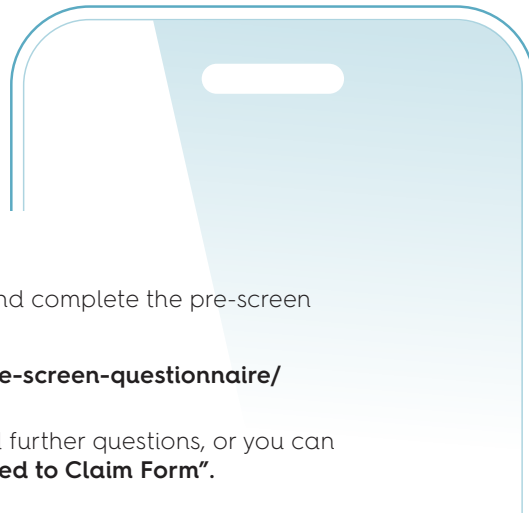 nd complete the pre-screen
e-screen-questionnaire/
further questions, or you can
ed to Claim Form”.